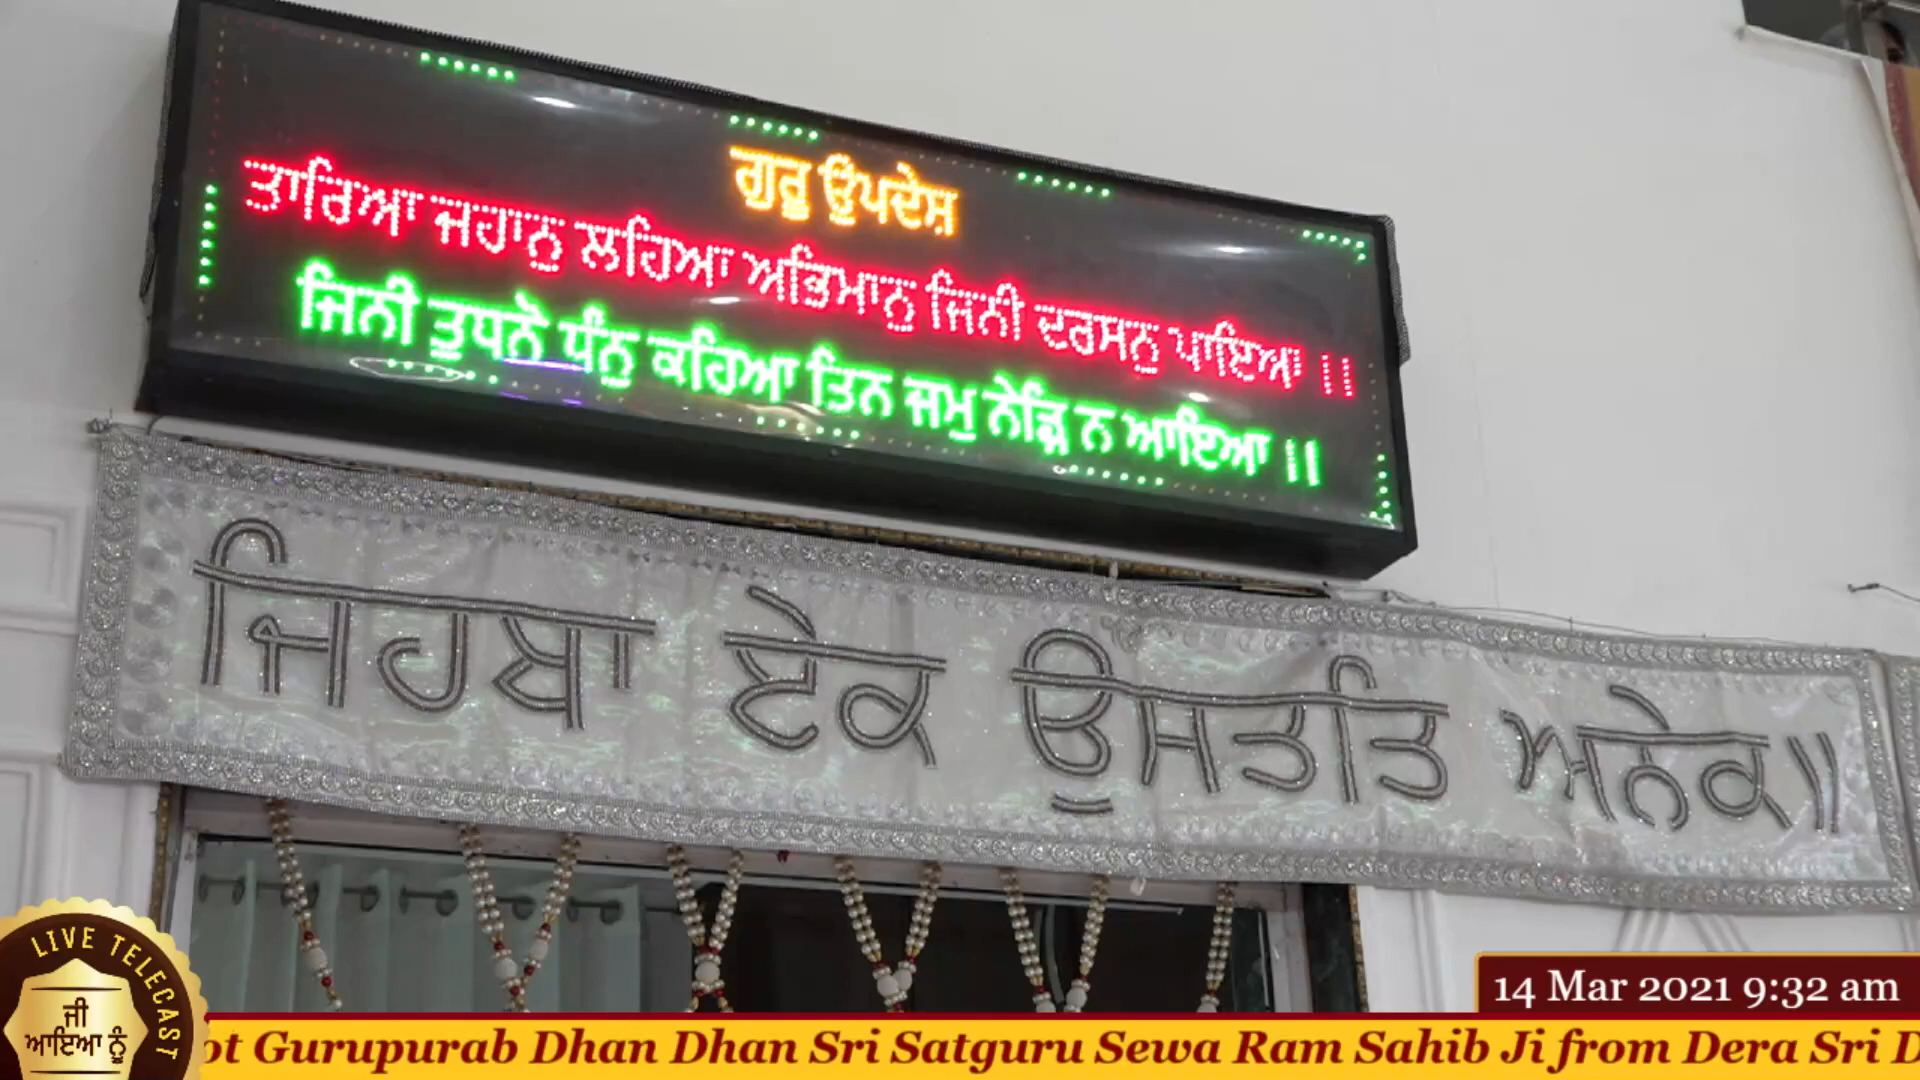 ਗੁਰੂ ਉਪਦੇਸ਼
ਤਾਰਿਆ ਜਹਾਨੁ ਲਹਿਆ ਅਭਿਮਾਨੁ ਜਿਨੀ ਦਰਸਨੁ ਪਾਇਆ ॥
ਜਿਨੀ ਤੁਧਨੋ ਧੰਨੁ ਕਹਿਆ ਤਿਨ ਜਮੁ ਨੇੜਿ ਨ ਆਇਆ ॥
ਜਿਹਬਾ ਏਕ ਉਸਤਤਿ ਅਨੇਕ॥
LIVE TELECAST
ਜੀ
ਆਇਆ ਨੂੰ
14 Mar 2021 9:32 am
ot Gurupurab Dhan Dhan Sri Satguru Sewa Ram Sahib Ji from Dera Sri D